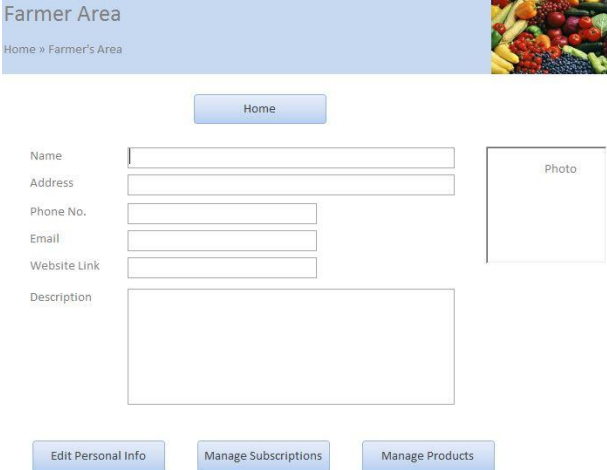 Farmer Area
Home » Farmer's Area
Home
Name
Photo
Address
Phone No.
Email
Website Link
Description
Edit Personal Info
Manage Subscriptions
Manage Products